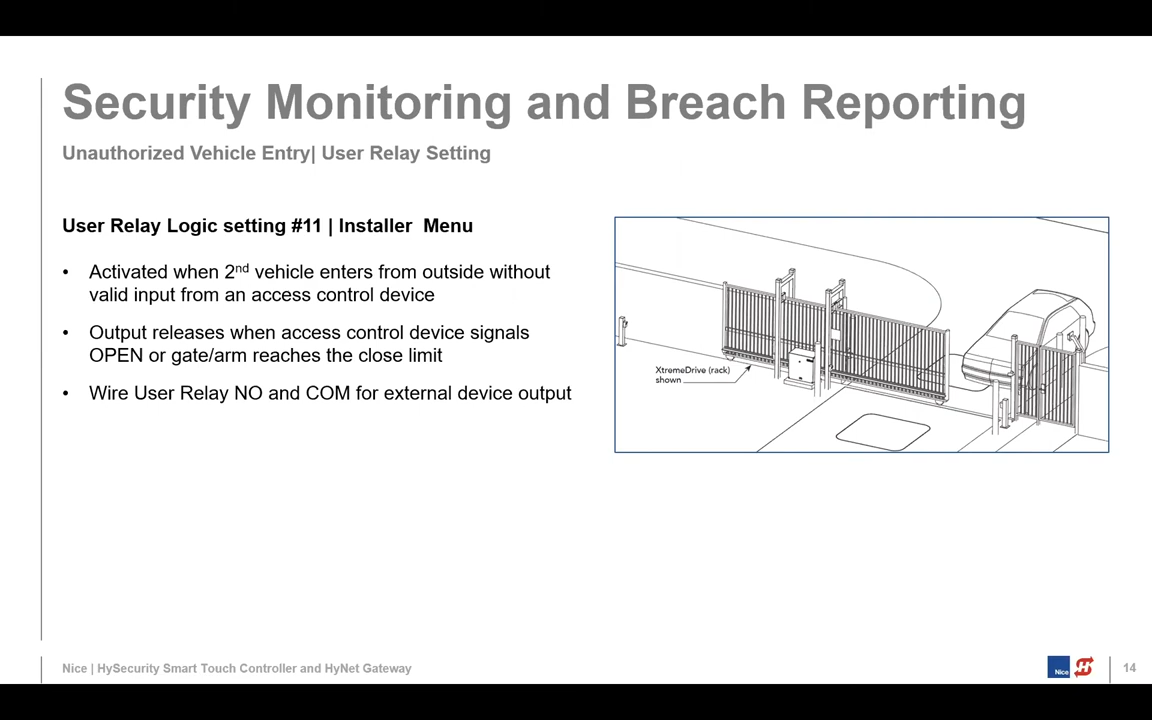 Security Monitoring and Breach Reporting
Unauthorized Vehicle Entry| User Relay Setting
User Relay Logic setting #11 | Installer  Menu
• Activated when 2nd vehicle enters from outside without
valid input from an access control device
• Output releases when access control device signals
OPEN or gate/arm reaches the close limit
• Wire User Relay NO and COM for external device output
XtremeDrive (rack)
shown
Nice | HySecurity Smart Touch Controller and HyNet Gateway
Nice
H
14